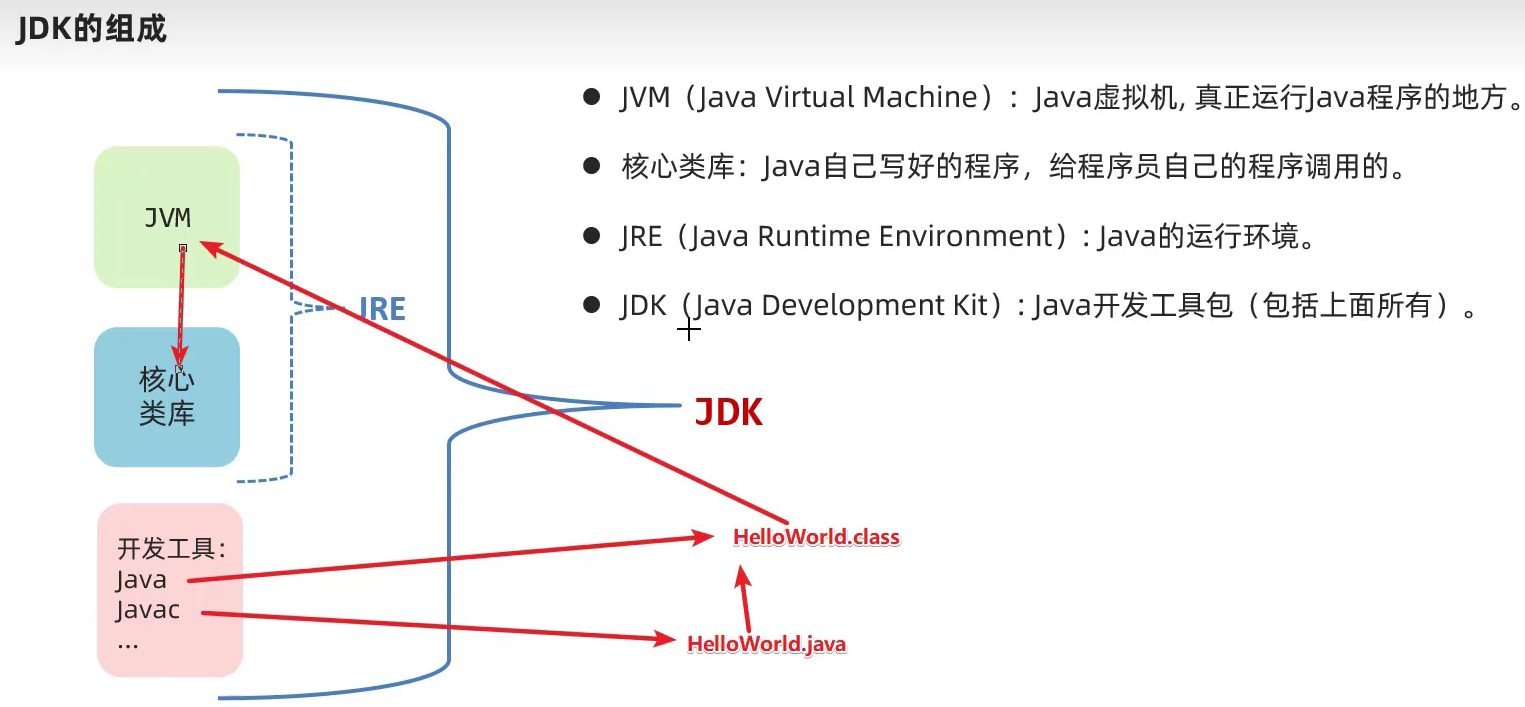 JDK的组成
JVM（Java Virtual Machine）：Java虚拟机, 真正运行Java程序的地方。
核心类库：Java自己写好的程序，给程序员自己的程序调用的。
JRE（Java Runtime Environment）: Java的运行环境。
JDK（Java Development Kit）: Java开发工具包（包括上面所有）。
JVM
JRE
核心
类库
JDK
开发工具：
Java
Javac
...
HelloWorld.class
HelloWorld.java